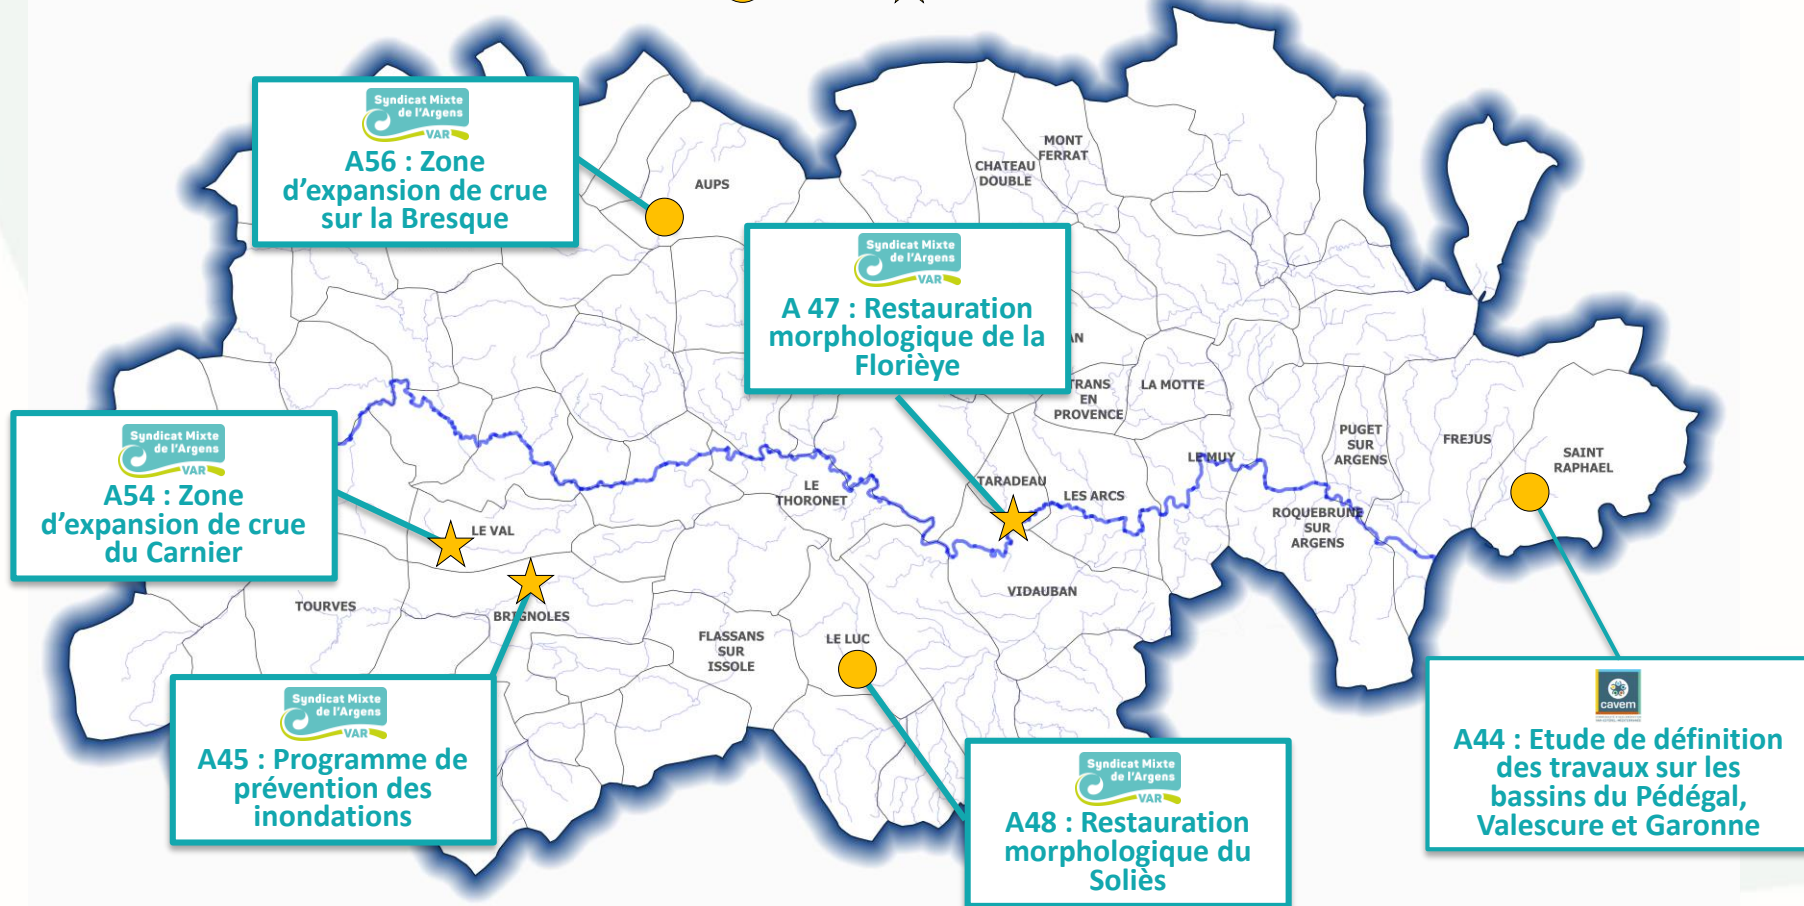 Syndicat Mixte
de l'Argens
VAR
A56 : Zone
d'expansion de crue
sur la Bresque
AUPS
MONT
FERRAT
CHATEAU
DOUBLE
Syndicat Mixte
de l'Argens
VAR
A 47 : Restauration
morphologique de la
Florièye
AN
TRANS
EN
PROVENCE
LA MOTTE
Syndicat Mixte
de l'Argens
VAR
A54 : Zone
d'expansion de crue
du Carnier
LE VAL
LE
THORONET
TARADEAU
LES ARCS
LE MUY
PUGET
SUR
ARGENS
FREJUS
SAINT
RAPHAEL
ROQUEBRUNE
SUR
ARGENS
TOURVES
BRIGNOLES
FLASSANS
SUR
ISSOLE
LE LUC
VIDAUBAN
Syndicat Mixte
de l'Argens
VAR
A45 : Programme de
prévention des
inondations
Syndicat Mixte
de l'Argens
VAR
A48 : Restauration
morphologique du
Soliès
cavem
A44 : Etude de définition
des travaux sur les
bassins du Pédégal,
Valescure et Garonne